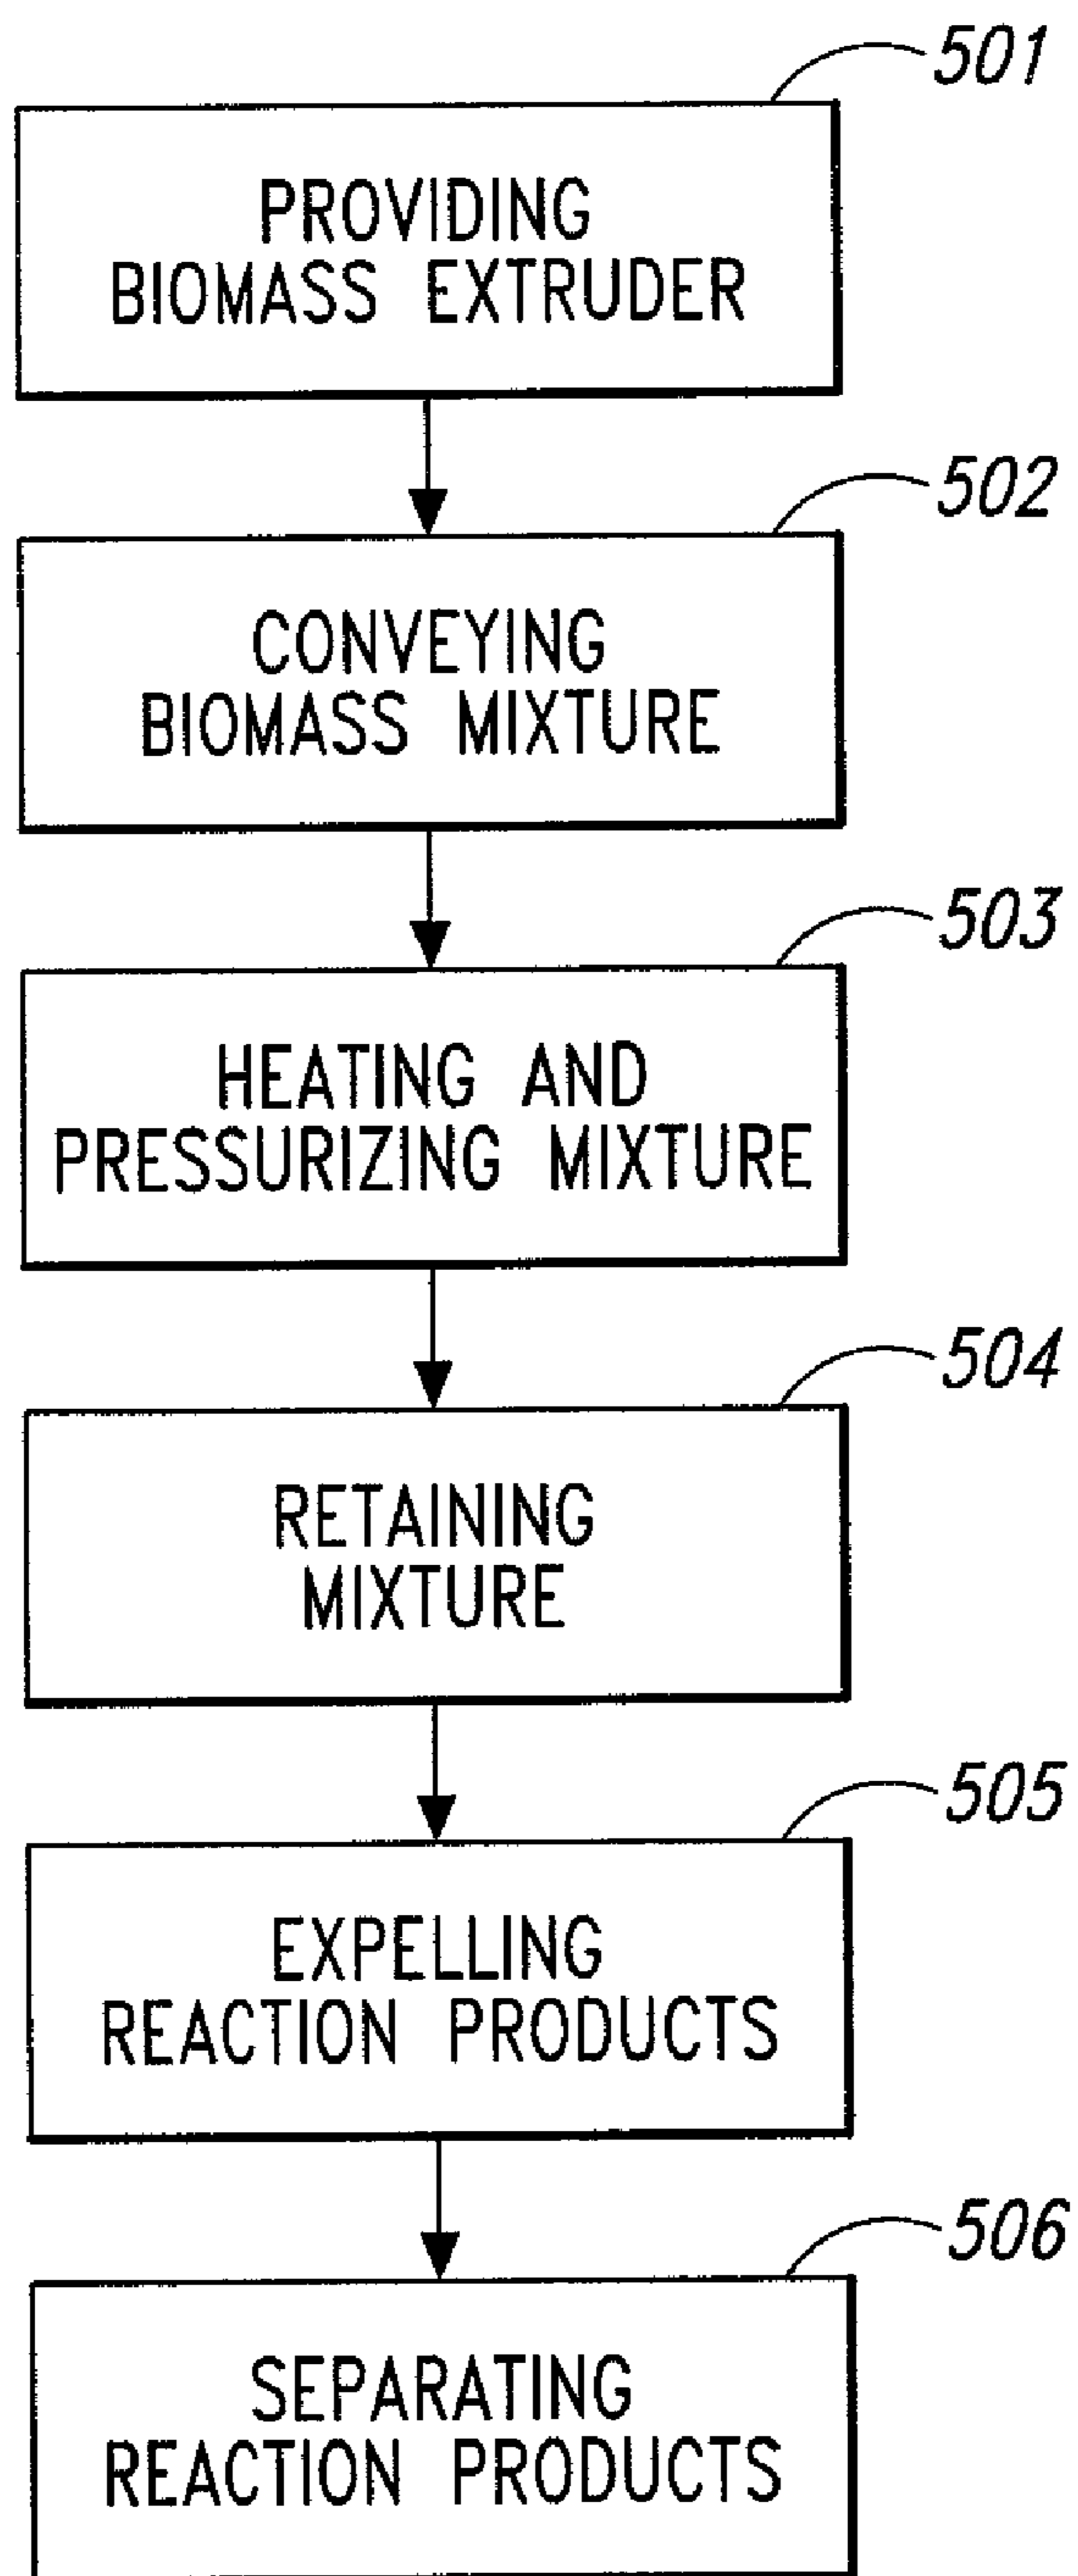 501
PROVIDING
BIOMASS EXTRUDER
502
CONVEYING
BIOMASS MIXTURE
503
HEATING AND
PRESSURIZING MIXTURE
504
RETAINING
MIXTURE
505
EXPELLING
REACTION PRODUCTS
506
SEPARATING
REACTION PRODUCTS